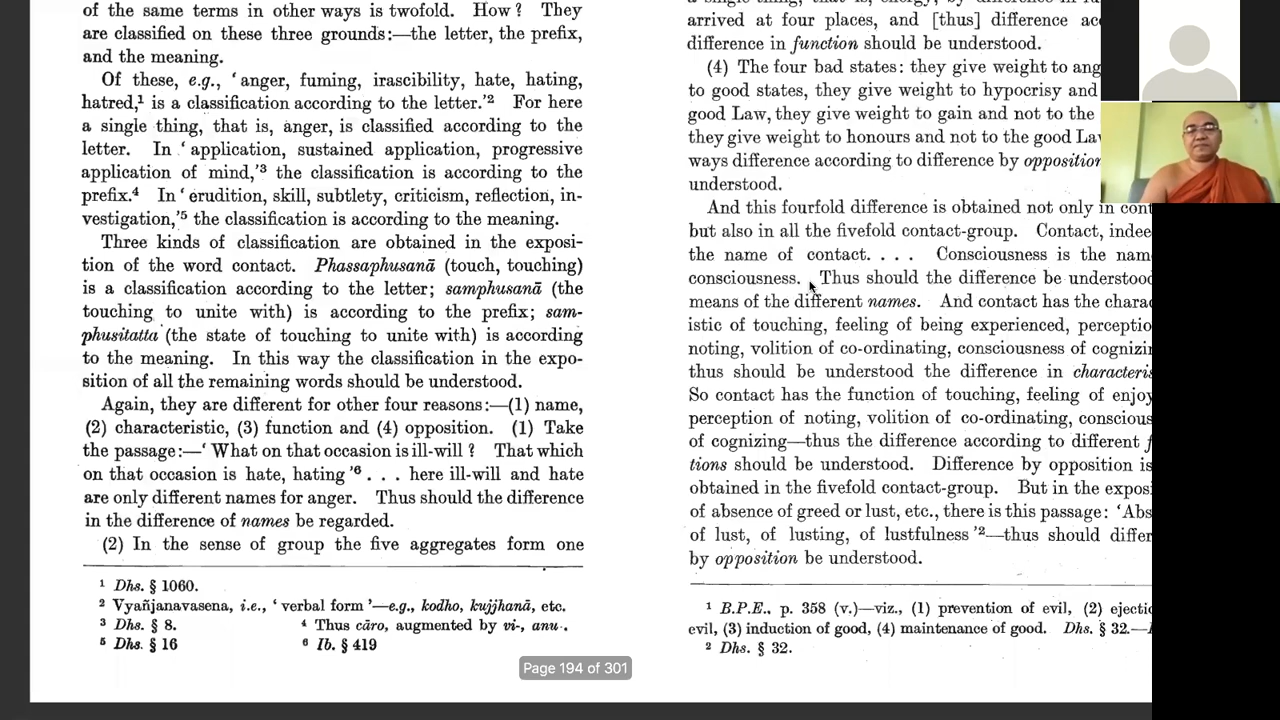 of the same terms in other ways is twofold. How? They
are classified on these three grounds:—the letter, the prefix,
and the meaning.
Of these, e.g., ‘anger, fuming, irascibility, hate, hating,
hatred,¹ is a classification according to the letter.’² For here
a single thing, that is, anger, is classified according to the
letter. In ‘application, sustained application, progressive
application of mind,’³ the classification is according to the
prefix.⁴ In ‘erudition, skill, subtlety, criticism, reflection, in-
vestigation,’⁵ the classification is according to the meaning.
Three kinds of classification are obtained in the exposi-
tion of the word contact. Phassaphusanā (touch, touching)
is a classification according to the letter; samphusanā (the
touching to unite with) is according to the prefix; sam-
phusitatta (the state of touching to unite with) is according
to the meaning. In this way the classification in the expo-
sition of all the remaining words should be understood.
Again, they are different for other four reasons:—(1) name,
(2) characteristic, (3) function and (4) opposition. (1) Take
the passage:—‘What on that occasion is ill-will? That which
on that occasion is hate, hating’⁶ . . . here ill-will and hate
are only different names for anger. Thus should the difference
in the difference of names be regarded.
(2) In the sense of group the five aggregates form one
¹ Dhs. § 1060.
² Vyañjanavasena, i.e., ‘verbal form’—e.g., kodho, kujjhanā, etc.
³ Dhs. § 8. ⁴ Thus cāro, augmented by vi-, anu-.
⁵ Dhs. § 16 ⁶ Ib. § 419
arrived at four places, and [thus] difference
difference in function should be understood.
(4) The four bad states: they give weight to
to good states, they give weight to hypocrisy and
good Law, they give weight to gain and not to the
they give weight to honours and not to the good
ways difference according to difference by opposition
understood.
And this fourfold difference is obtained not only in
but also in all the fivefold contact-group. Contact,
the name of contact. . . . Consciousness is the
consciousness. Thus should the difference be understood
means of the different names. And contact has the
istic of touching, feeling of being experienced,
noting, volition of co-ordinating, consciousness of
thus should be understood the difference in
So contact has the function of touching, feeling of
perception of noting, volition of co-ordinating,
of cognizing—thus the difference according to different
tions should be understood. Difference by opposition is
obtained in the fivefold contact-group. But in the
of absence of greed or lust, etc., there is this passage:
of lust, of lusting, of lustfulness’²—thus should
by opposition be understood.
¹ B.P.E., p. 358 (v.)—viz., (1) prevention of evil, (2)
evil, (3) induction of good, (4) maintenance of good. Dhs. § 32.—
² Dhs. § 32.
Page 194 of 301